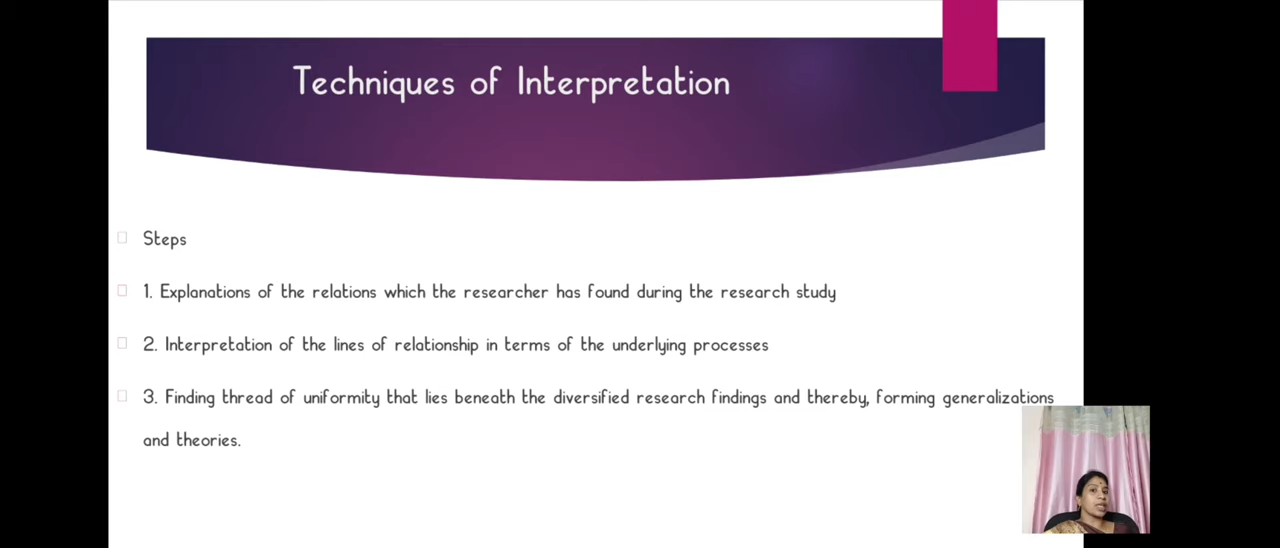 Techniques of Interpretation
Steps
1. Explanations of the relations which the researcher has found during the research study
2. Interpretation of the lines of relationship in terms of the underlying processes
3. Finding thread of uniformity that lies beneath the diversified research findings and thereby, forming generalizations
and theories.